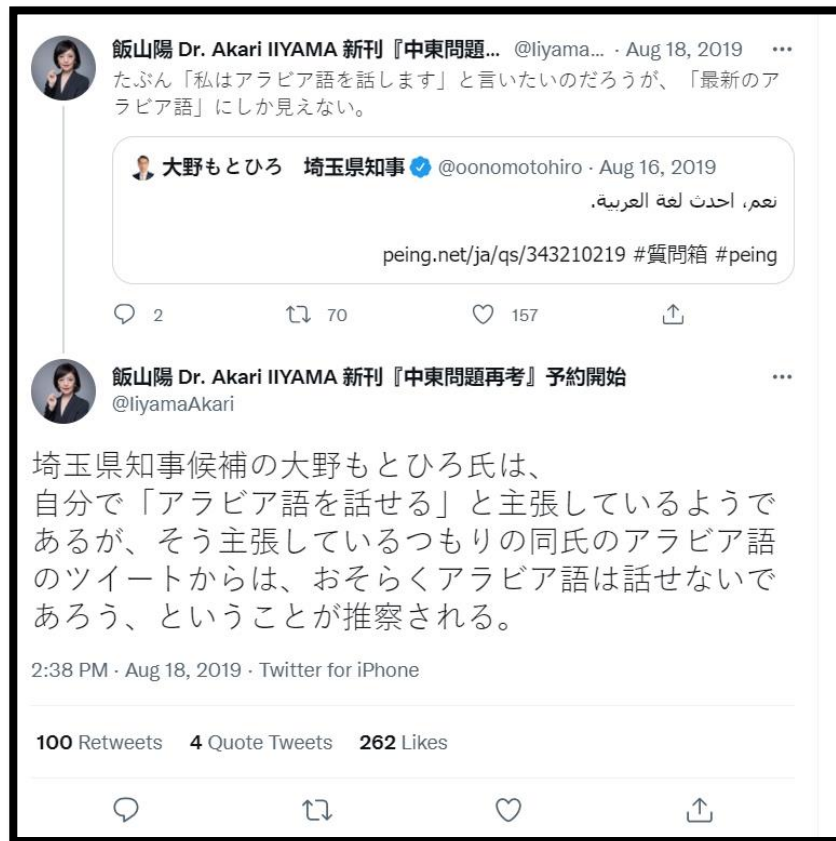 飯山陽 Dr. Akari IIYAMA 新刊『中東問題... @Iiyama... · Aug 18, 2019
たぶん「私はアラビア語を話します」と言いたいのだろうが、「最新のア
ラビア語」にしか見えない。
大野もとひろ 埼玉県知事 @oonomotohiro · Aug 16, 2019
نعم، احدث لغة العربية.
peing.net/ja/qs/343210219 #質問箱 #peing
2 70 157
飯山陽 Dr. Akari IIYAMA 新刊『中東問題再考』予約開始
@IiyamaAkari
埼玉県知事候補の大野もとひろ氏は、
自分で「アラビア語を話せる」と主張しているようで
あるが、そう主張しているつもりの同氏のアラビア語
のツイートからは、おそらくアラビア語は話せないで
あろう、ということが推察される。
2:38 PM · Aug 18, 2019 · Twitter for iPhone
100 Retweets 4 Quote Tweets 262 Likes